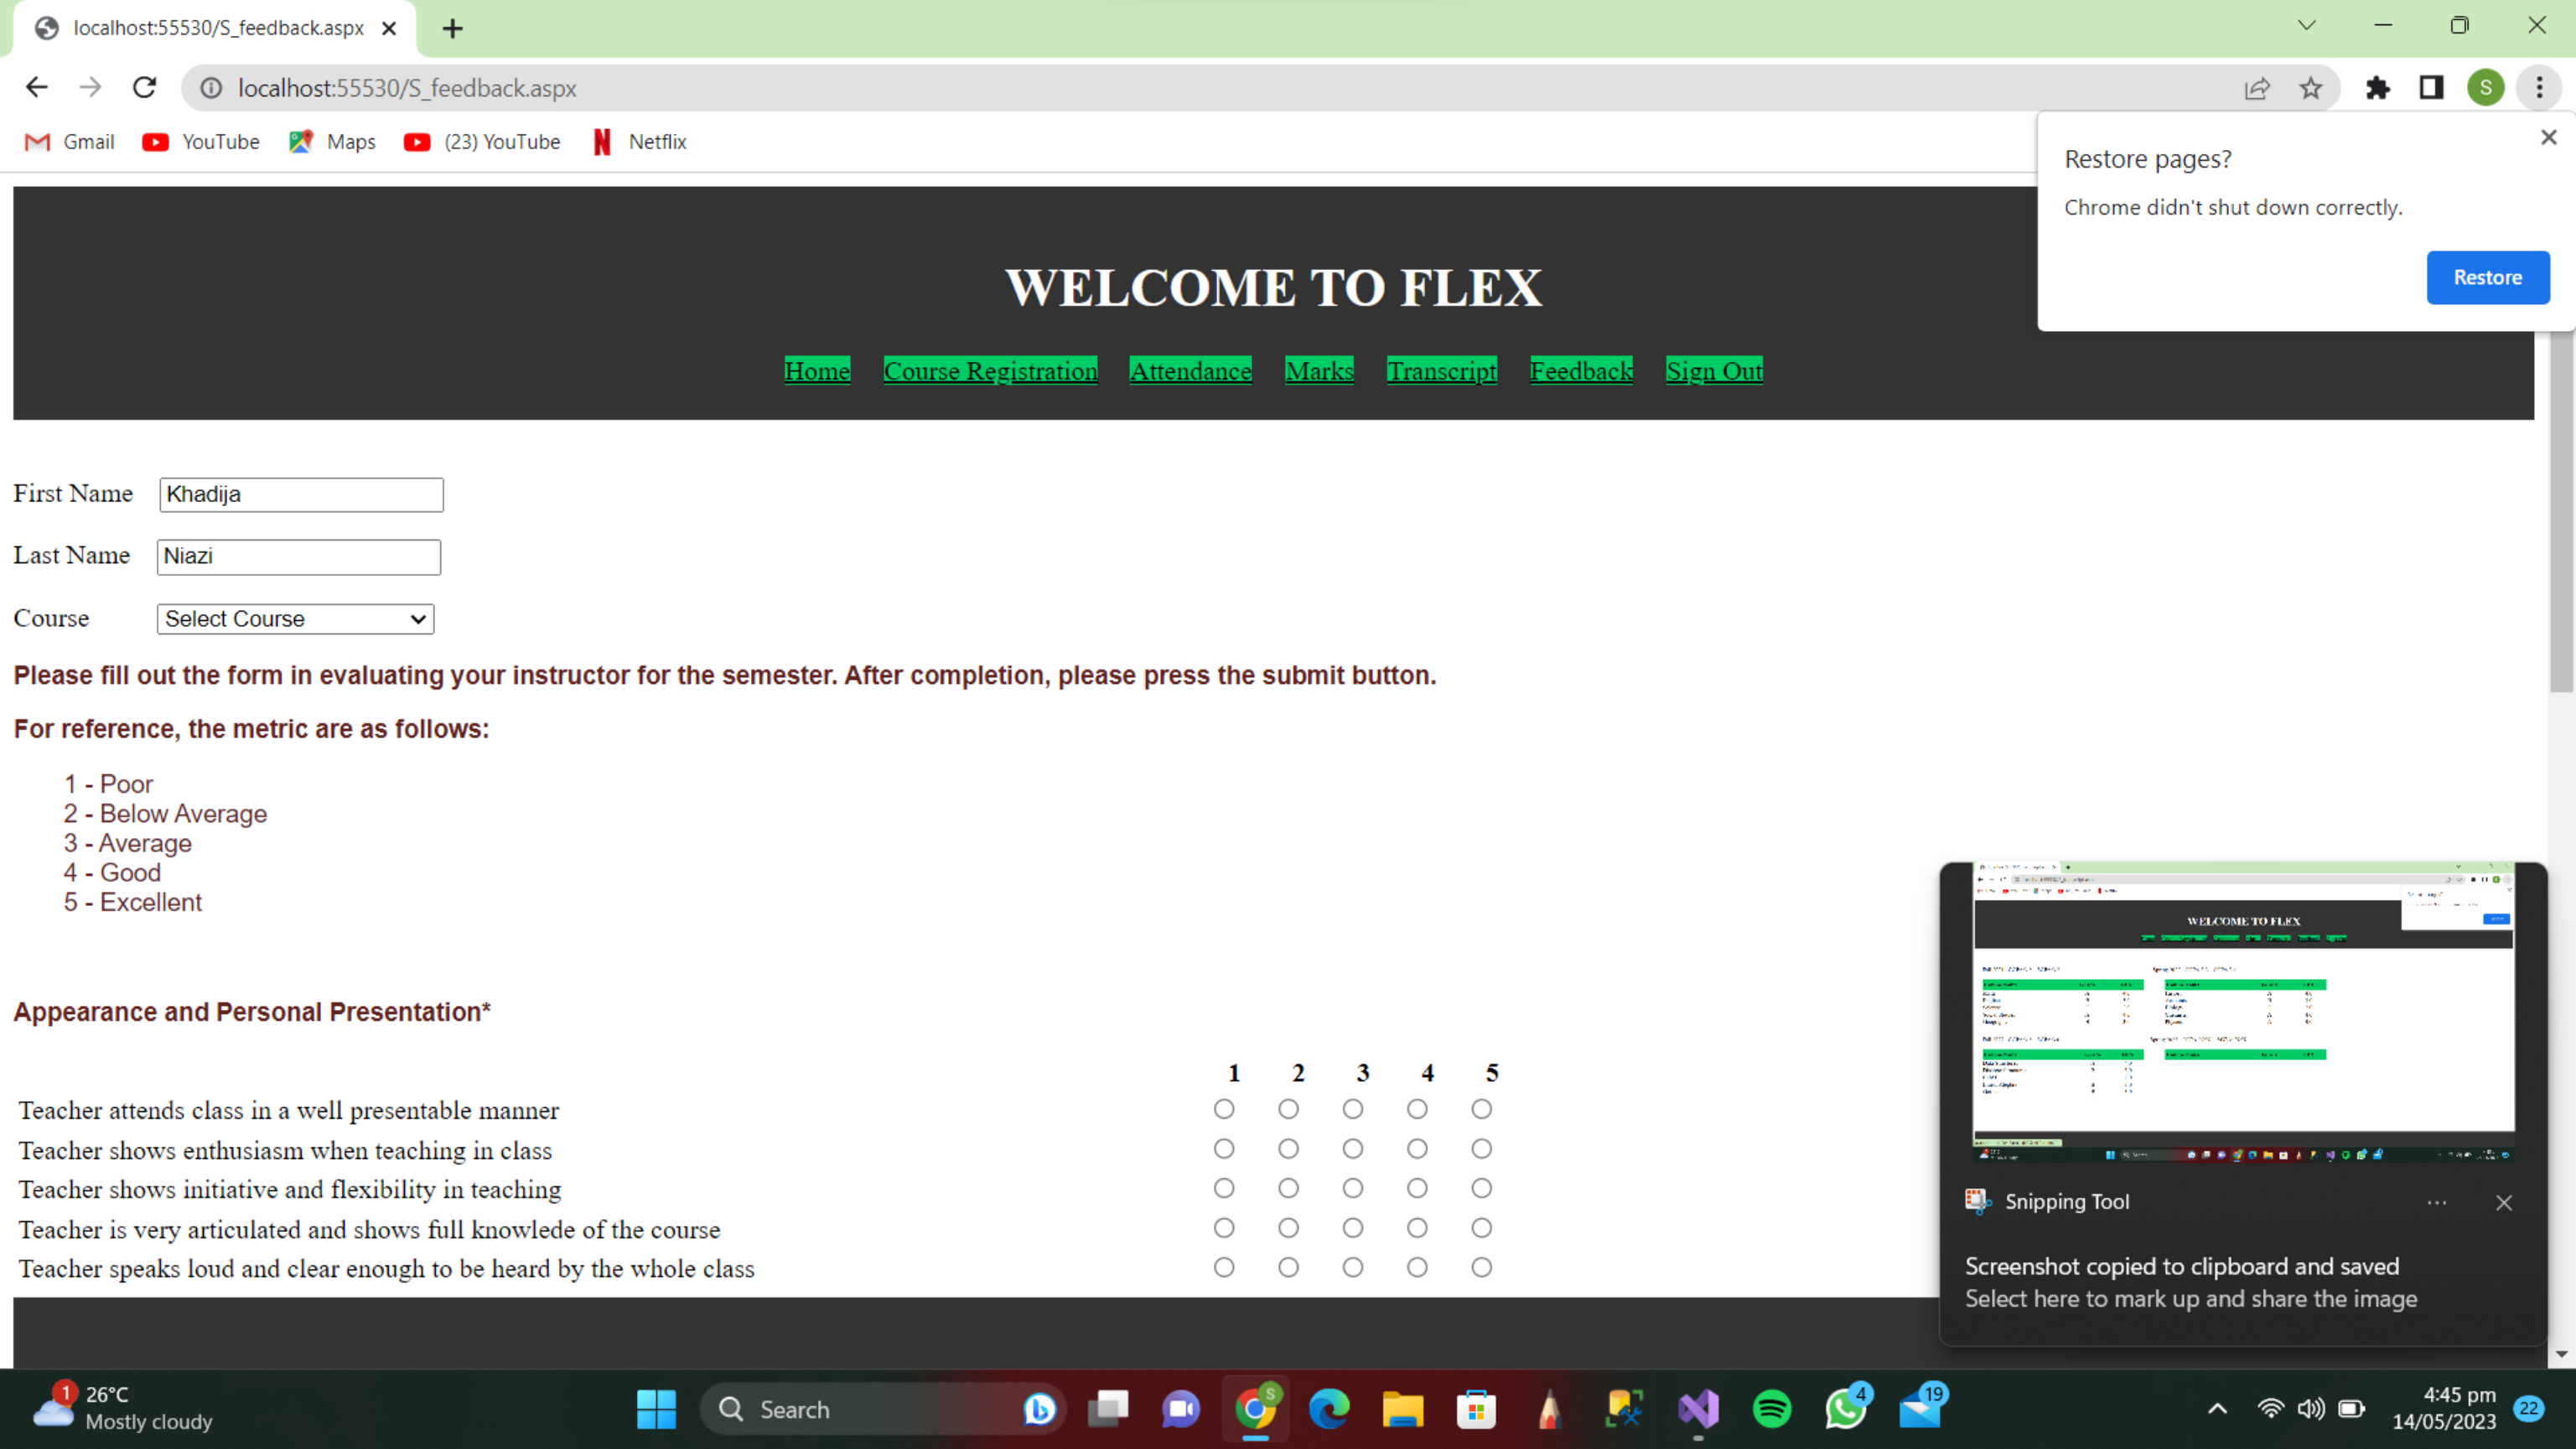 localhost:55530/S_feedback.aspx
localhost:55530/S_feedback.aspx
S
Gmail YouTube Maps (23) YouTube Netflix
Restore pages?
Chrome didn't shut down correctly.
Restore
WELCOME TO FLEX
Home Course Registration Attendance Marks Transcript Feedback Sign Out
First Name Khadija
Last Name Niazi
Course Select Course
Please fill out the form in evaluating your instructor for the semester. After completion, please press the submit button.
For reference, the metric are as follows:
1 - Poor
2 - Below Average
3 - Average
4 - Good
5 - Excellent
Appearance and Personal Presentation*
1 2 3 4 5
Teacher attends class in a well presentable manner
Teacher shows enthusiasm when teaching in class
Teacher shows initiative and flexibility in teaching
Teacher is very articulated and shows full knowlede of the course
Teacher speaks loud and clear enough to be heard by the whole class
WELCOME TO FLEX
Snipping Tool
Screenshot copied to clipboard and saved
Select here to mark up and share the image
1 26°C
Mostly cloudy
Search
S
4
19
4:45 pm
14/05/2023
22